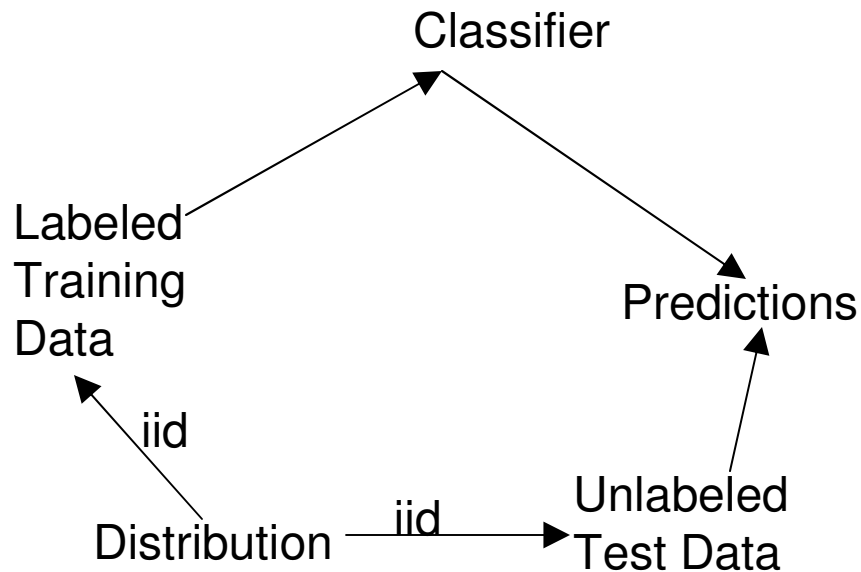 Classifier
Labeled
Training
Data
Predictions
iid
iid
Unlabeled
Test Data
Distribution